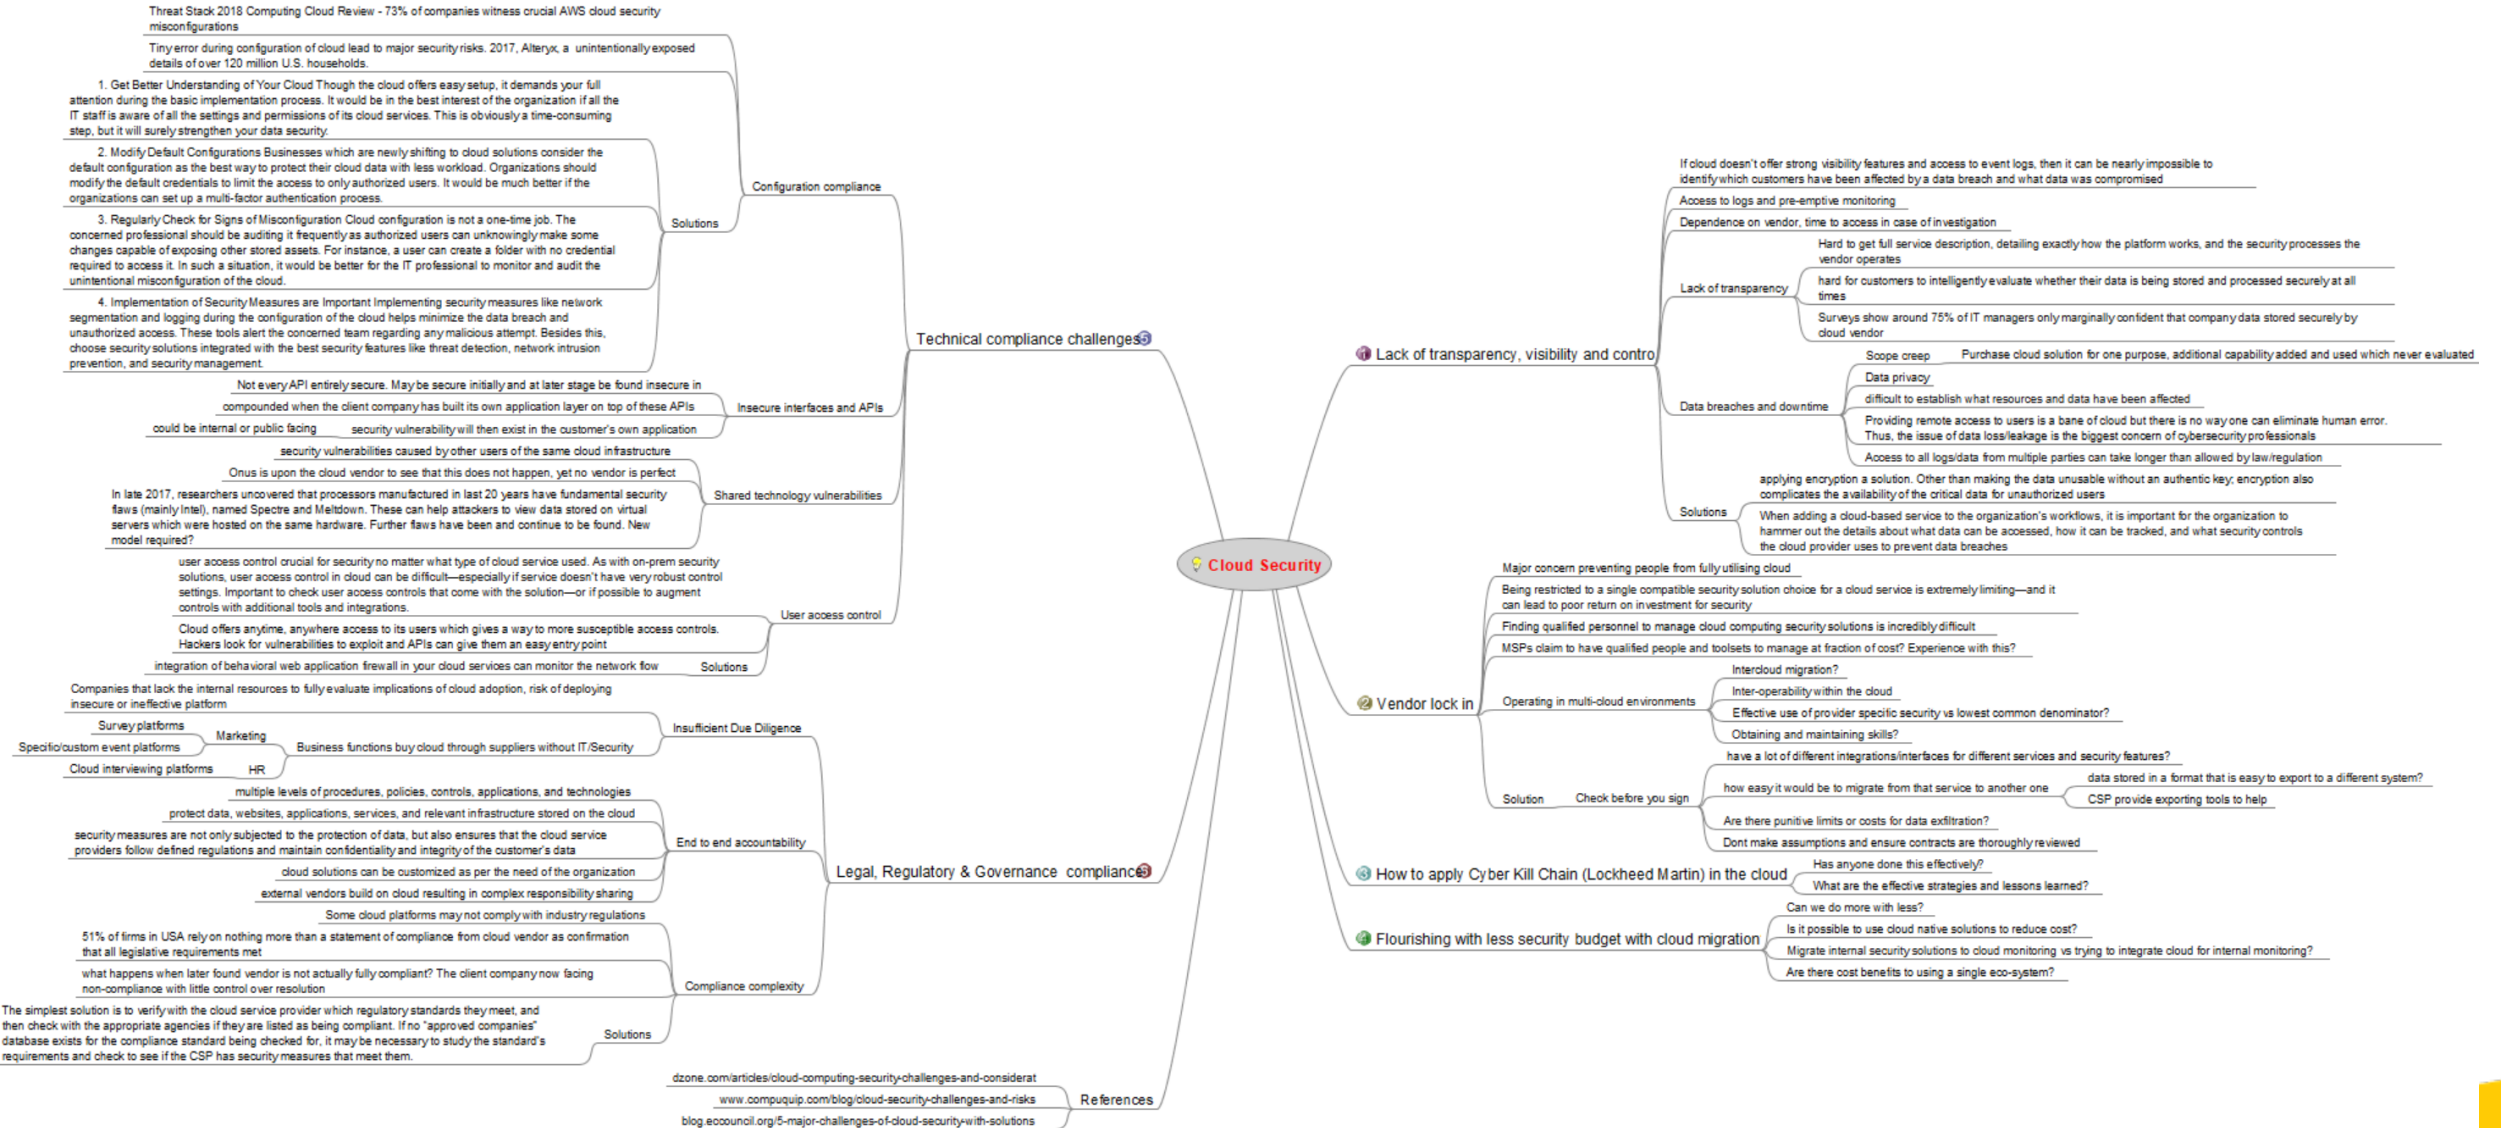 Threat Stack 2018 Computing Cloud Review - 73% of companies witness crucial AWS cloud security
misconfigurations
Tiny error during configuration of cloud lead to major security risks. 2017, Alteryx, a unintentionally exposed
details of over 120 million U.S. households.
1. Get Better Understanding of Your Cloud Though the cloud offers easy setup, it demands your full
attention during the basic implementation process. It would be in the best interest of the organization if all the
IT staff is aware of all the settings and permissions of its cloud services. This is obviously a time-consuming
step, but it will surely strengthen your data security.
2. Modify Default Configurations Businesses which are newly shifting to cloud solutions consider the
default configuration as the best way to protect their cloud data with less workload. Organizations should
modify the default credentials to limit the access to only authorized users. It would be much better if the
organizations can set up a multi-factor authentication process.
3. Regularly Check for Signs of Misconfiguration Cloud configuration is not a one-time job. The
concerned professional should be auditing it frequently as authorized users can unknowingly make some
changes capable of exposing other stored assets. For instance, a user can create a folder with no credential
required to access it. In such a situation, it would be better for the IT professional to monitor and audit the
unintentional misconfiguration of the cloud.
4. Implementation of Security Measures are Important Implementing security measures like network
segmentation and logging during the configuration of the cloud helps minimize the data breach and
unauthorized access. These tools alert the concerned team regarding any malicious attempt. Besides this,
choose security solutions integrated with the best security features like threat detection, network intrusion
prevention, and security management.
Solutions
Configuration compliance
Not every API entirely secure. May be secure initially and at later stage be found insecure in
compounded when the client company has built its own application layer on top of these APIs
could be internal or public facing
security vulnerability will then exist in the customer's own application
Insecure interfaces and APIs
security vulnerabilities caused by other users of the same cloud infrastructure
Onus is upon the cloud vendor to see that this does not happen, yet no vendor is perfect
In late 2017, researchers uncovered that processors manufactured in last 20 years have fundamental security
flaws (mainly Intel), named Spectre and Meltdown. These can help attackers to view data stored on virtual
servers which were hosted on the same hardware. Further flaws have been and continue to be found. New
model required?
Shared technology vulnerabilities
user access control crucial for security no matter what type of cloud service used. As with on-prem security
solutions, user access control in cloud can be difficult—especially if service doesn't have very robust control
settings. Important to check user access controls that come with the solution—or if possible to augment
controls with additional tools and integrations.
Cloud offers anytime, anywhere access to its users which gives a way to more susceptible access controls.
Hackers look for vulnerabilities to exploit and APIs can give them an easy entry point
integration of behavioral web application firewall in your cloud services can monitor the network flow
Solutions
User access control
Technical compliance challenges
5
Companies that lack the internal resources to fully evaluate implications of cloud adoption, risk of deploying
insecure or ineffective platform
Survey platforms
Specific/custom event platforms
Marketing
Cloud interviewing platforms
HR
Business functions buy cloud through suppliers without IT/Security
Insufficient Due Diligence
multiple levels of procedures, policies, controls, applications, and technologies
protect data, websites, applications, services, and relevant infrastructure stored on the cloud
security measures are not only subjected to the protection of data, but also ensures that the cloud service
providers follow defined regulations and maintain confidentiality and integrity of the customer's data
cloud solutions can be customized as per the need of the organization
external vendors build on cloud resulting in complex responsibility sharing
End to end accountability
Some cloud platforms may not comply with industry regulations
51% of firms in USA rely on nothing more than a statement of compliance from cloud vendor as confirmation
that all legislative requirements met
what happens when later found vendor is not actually fully compliant? The client company now facing
non-compliance with little control over resolution
The simplest solution is to verify with the cloud service provider which regulatory standards they meet, and
then check with the appropriate agencies if they are listed as being compliant. If no "approved companies"
database exists for the compliance standard being checked for, it may be necessary to study the standard's
requirements and check to see if the CSP has security measures that meet them.
Solutions
Compliance complexity
Legal, Regulatory & Governance compliance
dzone.com/articles/cloud-computing-security-challenges-and-considerat
www.compuquip.com/blog/cloud-security-challenges-and-risks
blog.eccouncil.org/5-major-challenges-of-cloud-security-with-solutions
References
Cloud Security
Lack of transparency, visibility and contro
If cloud doesn't offer strong visibility features and access to event logs, then it can be nearly impossible to
identify which customers have been affected by a data breach and what data was compromised
Access to logs and pre-emptive monitoring
Dependence on vendor, time to access in case of investigation
Lack of transparency
Hard to get full service description, detailing exactly how the platform works, and the security processes the
vendor operates
hard for customers to intelligently evaluate whether their data is being stored and processed securely at all
times
Surveys show around 75% of IT managers only marginally confident that company data stored securely by
cloud vendor
Data breaches and downtime
Scope creep
Purchase cloud solution for one purpose, additional capability added and used which never evaluated
Data privacy
difficult to establish what resources and data have been affected
Providing remote access to users is a bane of cloud but there is no way one can eliminate human error.
Thus, the issue of data loss/leakage is the biggest concern of cybersecurity professionals
Access to all logs/data from multiple parties can take longer than allowed by law/regulation
Solutions
applying encryption a solution. Other than making the data unusable without an authentic key; encryption also
complicates the availability of the critical data for unauthorized users
When adding a cloud-based service to the organization's workflows, it is important for the organization to
hammer out the details about what data can be accessed, how it can be tracked, and what security controls
the cloud provider uses to prevent data breaches
2
Vendor lock in
Major concern preventing people from fully utilising cloud
Being restricted to a single compatible security solution choice for a cloud service is extremely limiting—and it
can lead to poor return on investment for security
Finding qualified personnel to manage cloud computing security solutions is incredibly difficult
MSPs claim to have qualified people and toolsets to manage at fraction of cost? Experience with this?
Operating in multi-cloud environments
Intercloud migration?
Inter-operability within the cloud
Effective use of provider specific security vs lowest common denominator?
Obtaining and maintaining skills?
Solution
Check before you sign
have a lot of different integrations/interfaces for different services and security features?
how easy it would be to migrate from that service to another one
data stored in a format that is easy to export to a different system?
CSP provide exporting tools to help
Are there punitive limits or costs for data exfiltration?
Dont make assumptions and ensure contracts are thoroughly reviewed
How to apply Cyber Kill Chain (Lockheed Martin) in the cloud
Has anyone done this effectively?
What are the effective strategies and lessons learned?
Flourishing with less security budget with cloud migration
Can we do more with less?
Is it possible to use cloud native solutions to reduce cost?
Migrate internal security solutions to cloud monitoring vs trying to integrate cloud for internal monitoring?
Are there cost benefits to using a single eco-system?